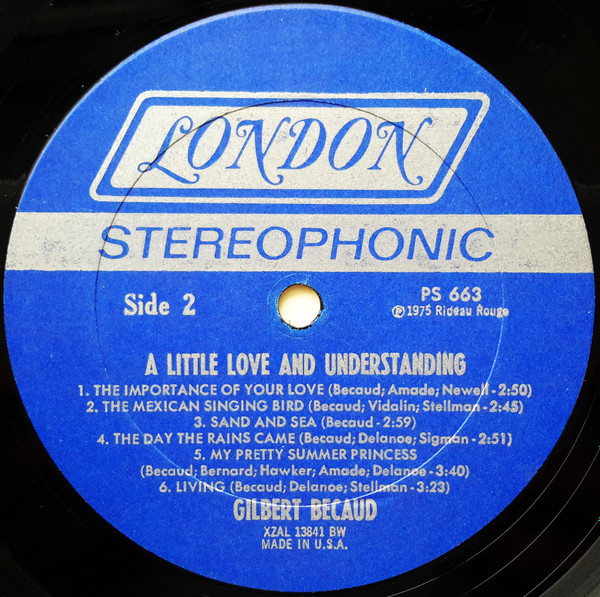 LONDON
STEREOPHONIC
Side 2
PS 663
℗1975 Rideau Rouge
A LITTLE LOVE AND UNDERSTANDING
1. THE IMPORTANCE OF YOUR LOVE (Becaud; Amade; Newell-2:50)
2. THE MEXICAN SINGING BIRD (Becaud; Vidalin; Stellman-2:45)
3. SAND AND SEA (Becaud-2:59)
4. THE DAY THE RAINS CAME (Becaud; Delanoe; Sigman-2:51)
5. MY PRETTY SUMMER PRINCESS
(Becaud; Bernard; Hawker; Amade; Delanoe-3:40)
6. LIVING (Becaud; Delanoe; Stellman-3:23)
GILBERT BECAUD
XZAL 13841 BW
MADE IN U.S.A.